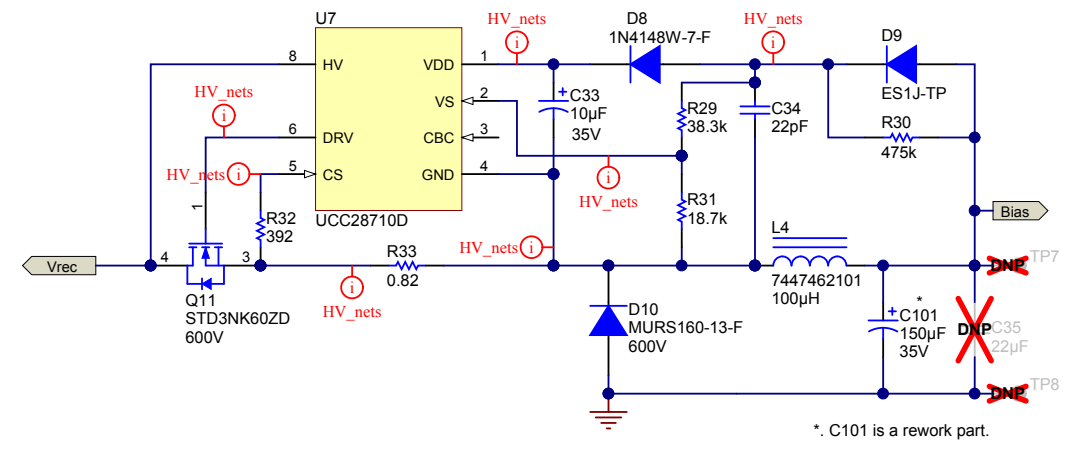 U7
D8
1N4148W-7-F
HV_nets
i
HV_nets
i
D9
ES1J-TP
8
HV
VDD
1
VS
2
HV_nets
i
6
DRV
CBC
3
5
CS
GND
4
UCC28710D
HV_nets
i
+
C33
10µF
35V
R29
38.3k
C34
22pF
R30
475k
HV_nets
i
R31
18.7k
1
R32
392
Bias
L4
7447462101
100µH
HV_nets
i
R33
0.82
Vrec
4
3
Q11
STD3NK60ZD
600V
HV_nets
i
D10
MURS160-13-F
600V
*
+
C101
150µF
35V
DNP
TP7
DNP
C35
22µF
DNP
TP8
*. C101 is a rework part.